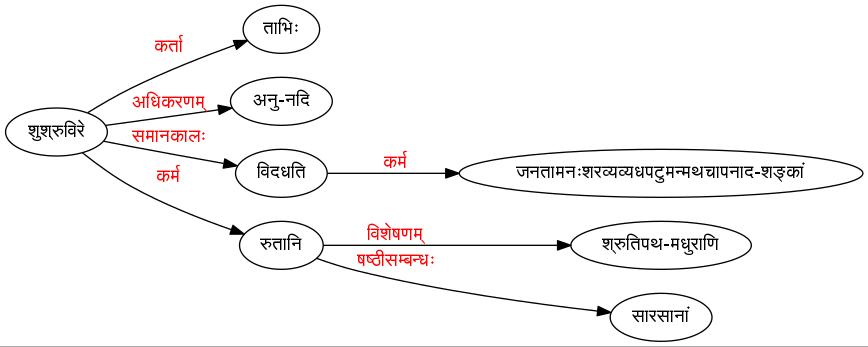 ताभिः
कर्ता
अधिकरणम् अनु-नदि
शुश्रुविरे
समानकालः
विदधति कर्म जनतामनःशरव्यव्यधपटुमन्मथचापनाद-शङ्कां
कर्म
रुतानि विशेषणम् श्रुतिपथ-मधुराणि
षष्ठीसम्बन्धः
सारसानां